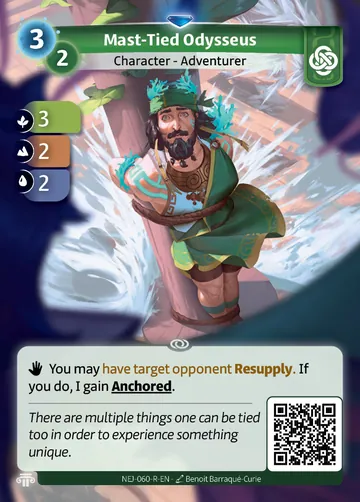 3
2
Mast-Tied Odysseus
Character - Adventurer
3
2
2
You may have target opponent Resupply. If
you do, I gain Anchored.
There are multiple things one can be tied
too in order to experience something
unique.
NEJ-060-R-EN - Benoit Barraqué-Curie